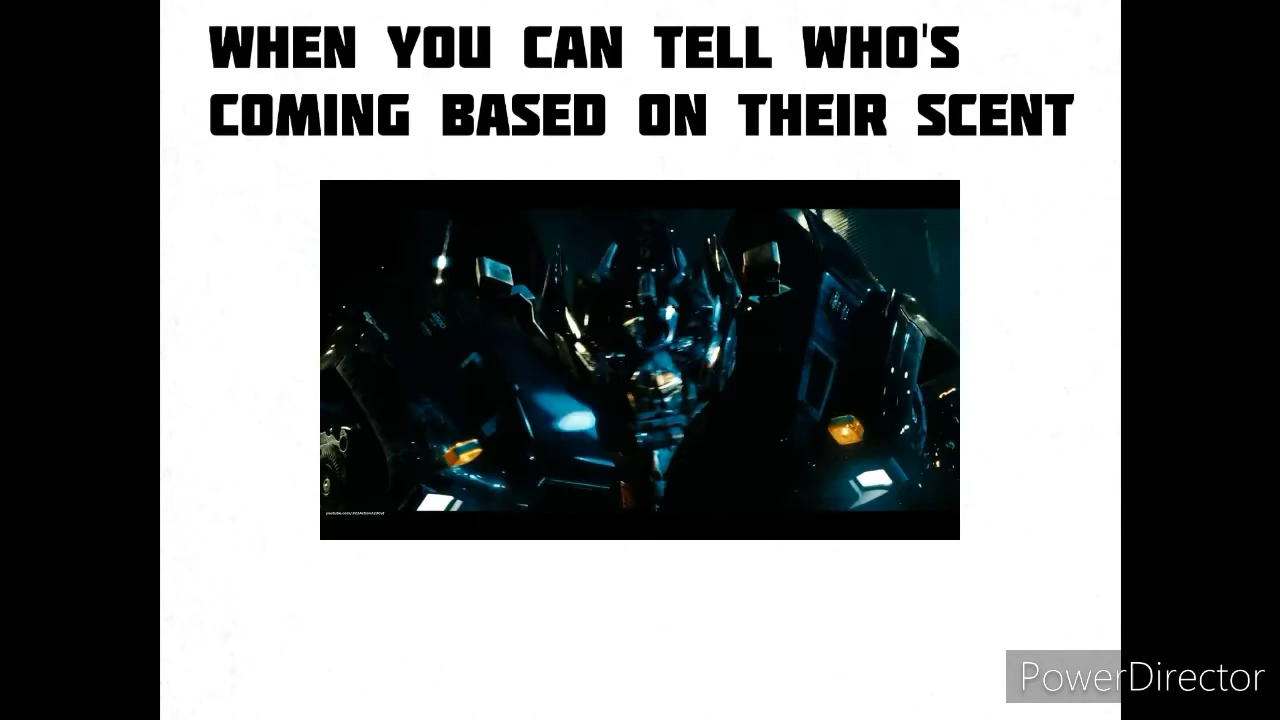 WHEN YOU CAN TELL WHO'S
COMING BASED ON THEIR SCENT
PowerDirector